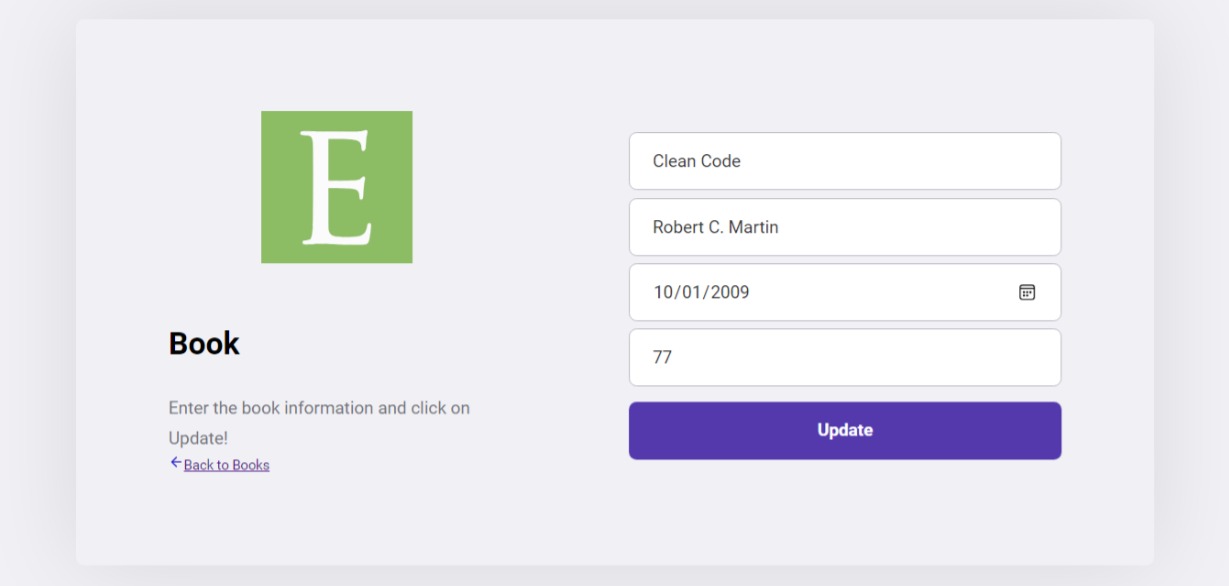 E
Book
Enter the book information and click on
Update!
Back to Books
Clean Code
Robert C. Martin
10/01/2009
77
Update